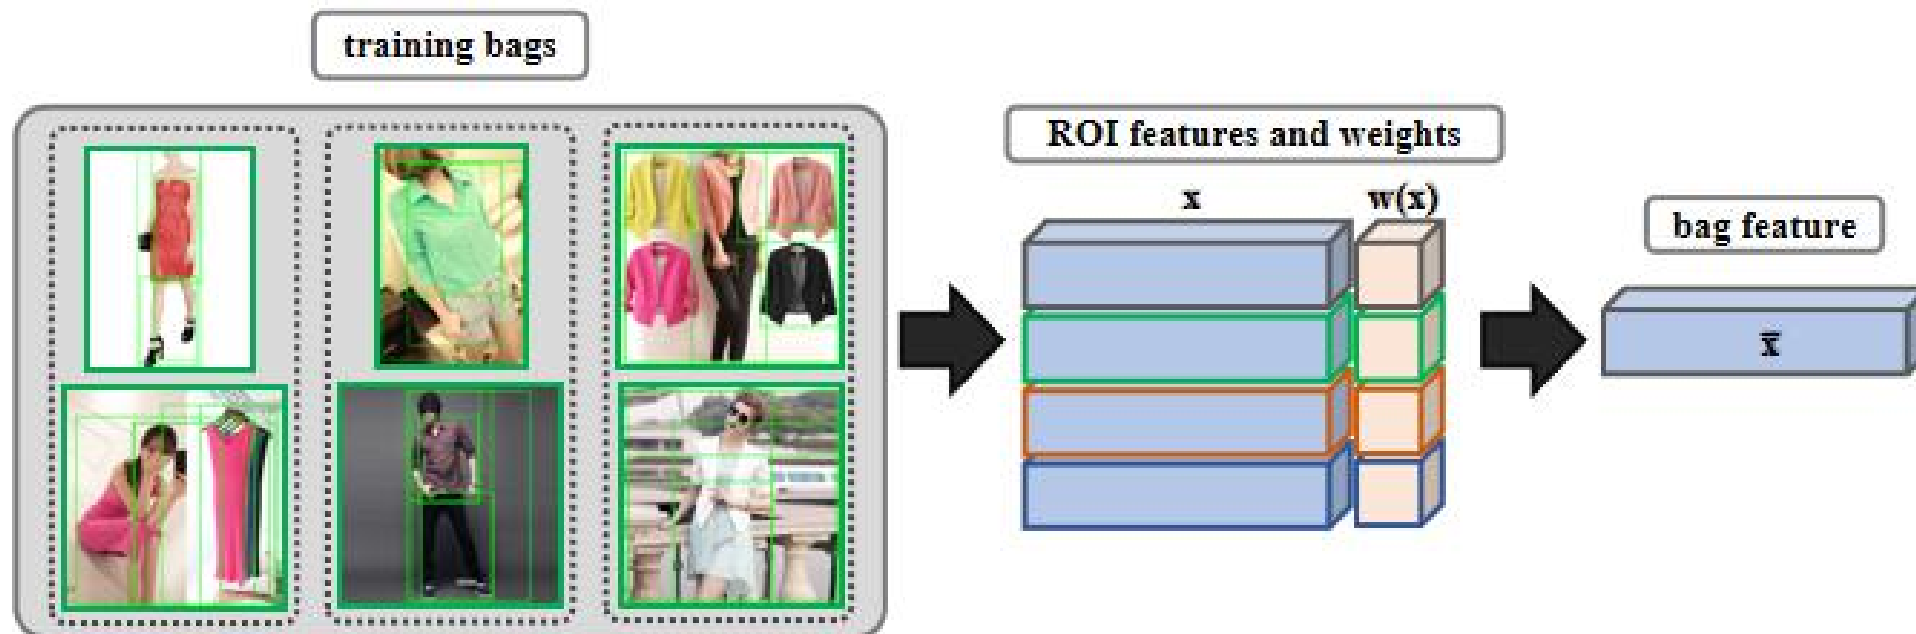 training bags
ROI features and weights
x
w(x)
bag feature
x̄